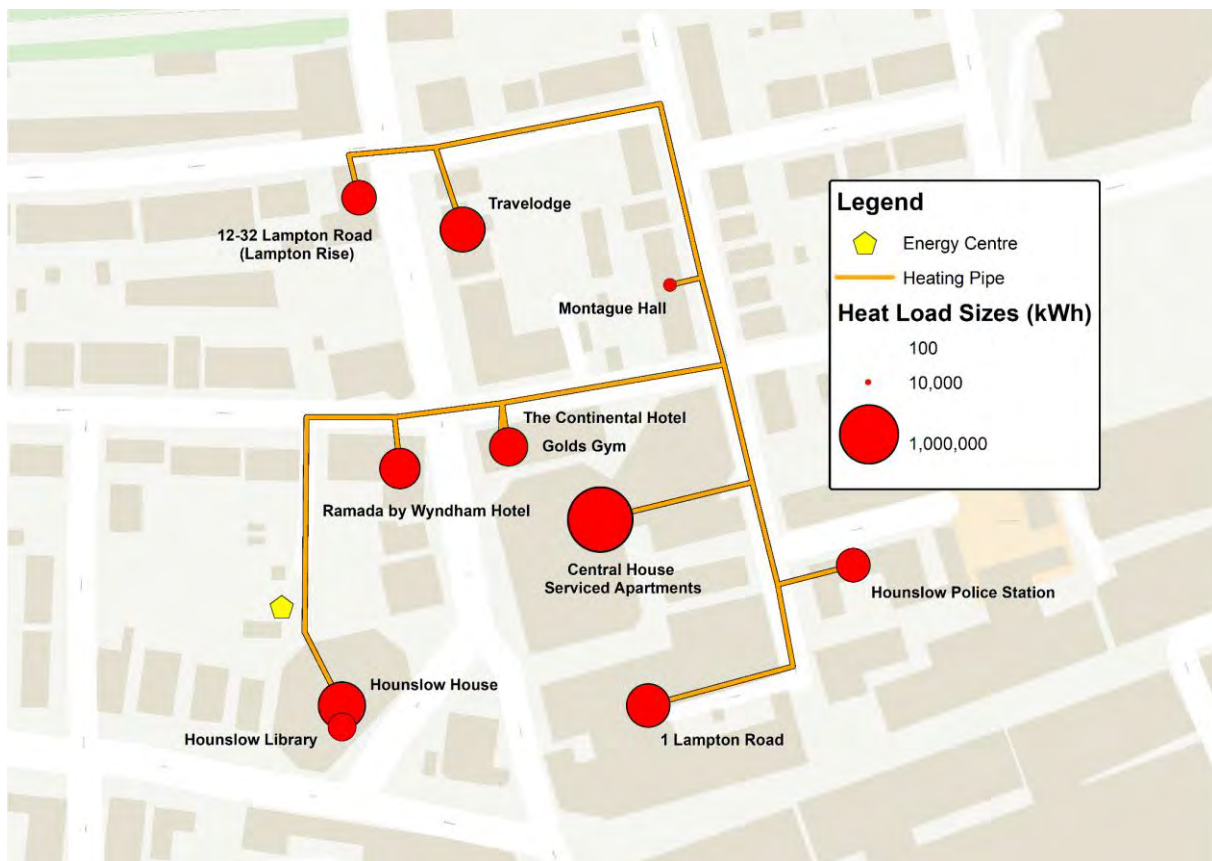 Travelodge
12-32 Lampton Road
(Lampton Rise)
Montague Hall
The Continental Hotel
Golds Gym
Ramada by Wyndham Hotel
Central House
Serviced Apartments
Hounslow Police Station
Hounslow House
Hounslow Library
1 Lampton Road
Legend
Energy Centre
Heating Pipe
Heat Load Sizes (kWh)
100
10,000
1,000,000